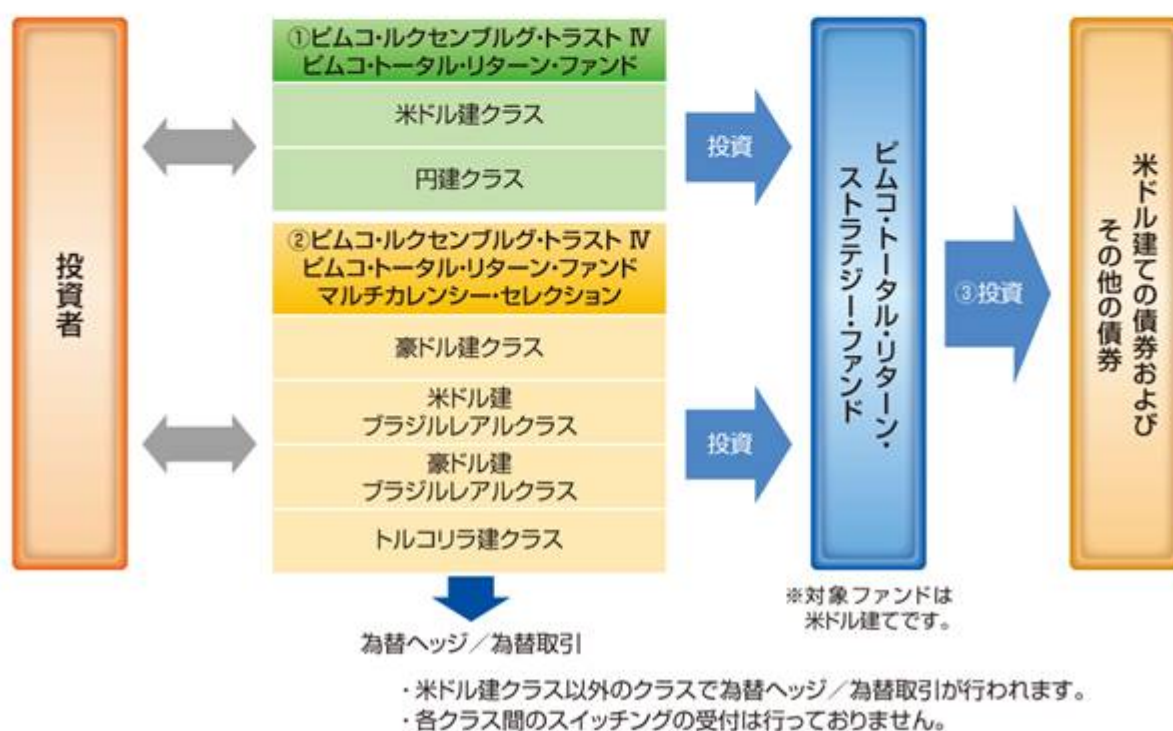 投資者
①ピムコ・ルクセンブルグ・トラスト Ⅳ
ピムコ・トータル・リターン・ファンド
米ドル建クラス
円建クラス
②ピムコ・ルクセンブルグ・トラスト Ⅳ
ピムコ・トータル・リターン・ファンド
マルチカレンシー・セレクション
豪ドル建クラス
米ドル建
ブラジルレアルクラス
豪ドル建
ブラジルレアルクラス
トルコリラ建クラス
投資
投資
ピムコ・トータル・リターン・
ストラテジー・ファンド
③投資
米ドル建ての債券および
その他の債券
※対象ファンドは
米ドル建てです。
為替ヘッジ／為替取引
・米ドル建クラス以外のクラスで為替ヘッジ／為替取引が行われます。
・各クラス間のスイッチングの受付は行っておりません。